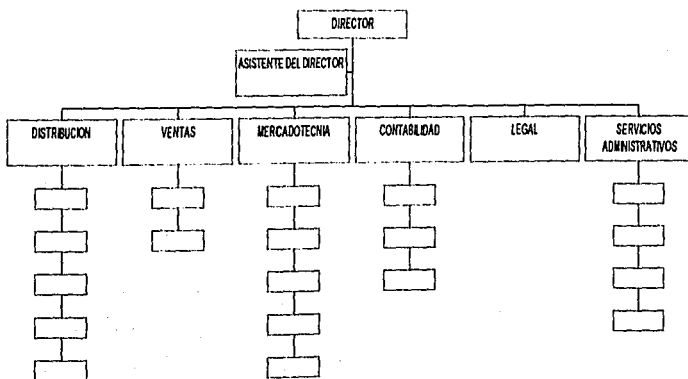 DIRECTOR
ASISTENTE DEL DIRECTOR
DISTRIBUCION
VENTAS
MERCADOTECNIA
CONTABILIDAD
LEGAL
SERVICIOS
ADMINISTRATIVOS